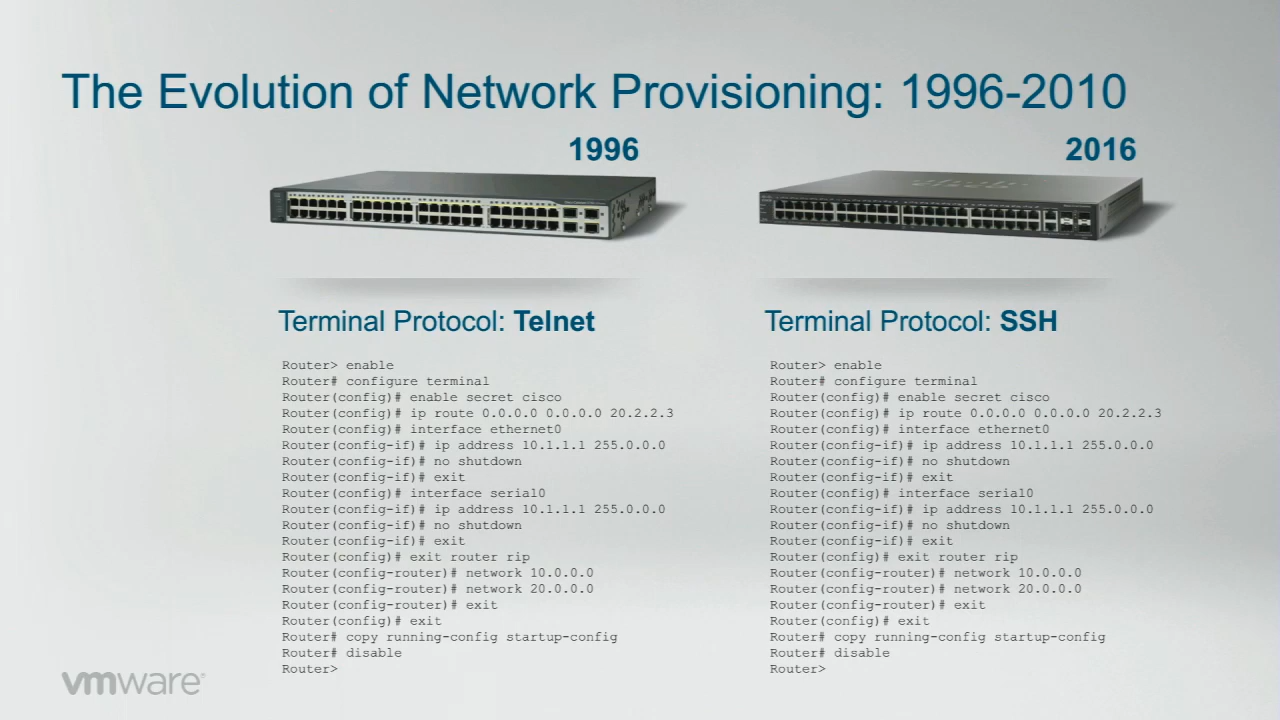 The Evolution of Network Provisioning: 1996-2010
1996
2016
Terminal Protocol: Telnet
Router> enable
Router# configure terminal
Router(config)# enable secret cisco
Router(config)# ip route 0.0.0.0 0.0.0.0 20.2.2.3
Router(config)# interface ethernet0
Router(config-if)# ip address 10.1.1.1 255.0.0.0
Router(config-if)# no shutdown
Router(config-if)# exit
Router(config)# interface serial0
Router(config-if)# ip address 10.1.1.1 255.0.0.0
Router(config-if)# no shutdown
Router(config-if)# exit
Router(config)# exit router rip
Router(config-router)# network 10.0.0.0
Router(config-router)# network 20.0.0.0
Router(config-router)# exit
Router(config)# exit
Router# copy running-config startup-config
Router# disable
Router>
Terminal Protocol: SSH
Router> enable
Router# configure terminal
Router(config)# enable secret cisco
Router(config)# ip route 0.0.0.0 0.0.0.0 20.2.2.3
Router(config)# interface ethernet0
Router(config-if)# ip address 10.1.1.1 255.0.0.0
Router(config-if)# no shutdown
Router(config-if)# exit
Router(config)# interface serial0
Router(config-if)# ip address 10.1.1.1 255.0.0.0
Router(config-if)# no shutdown
Router(config-if)# exit
Router(config)# exit router rip
Router(config-router)# network 10.0.0.0
Router(config-router)# network 20.0.0.0
Router(config-router)# exit
Router(config)# exit
Router# copy running-config startup-config
Router# disable
Router>
vmware®